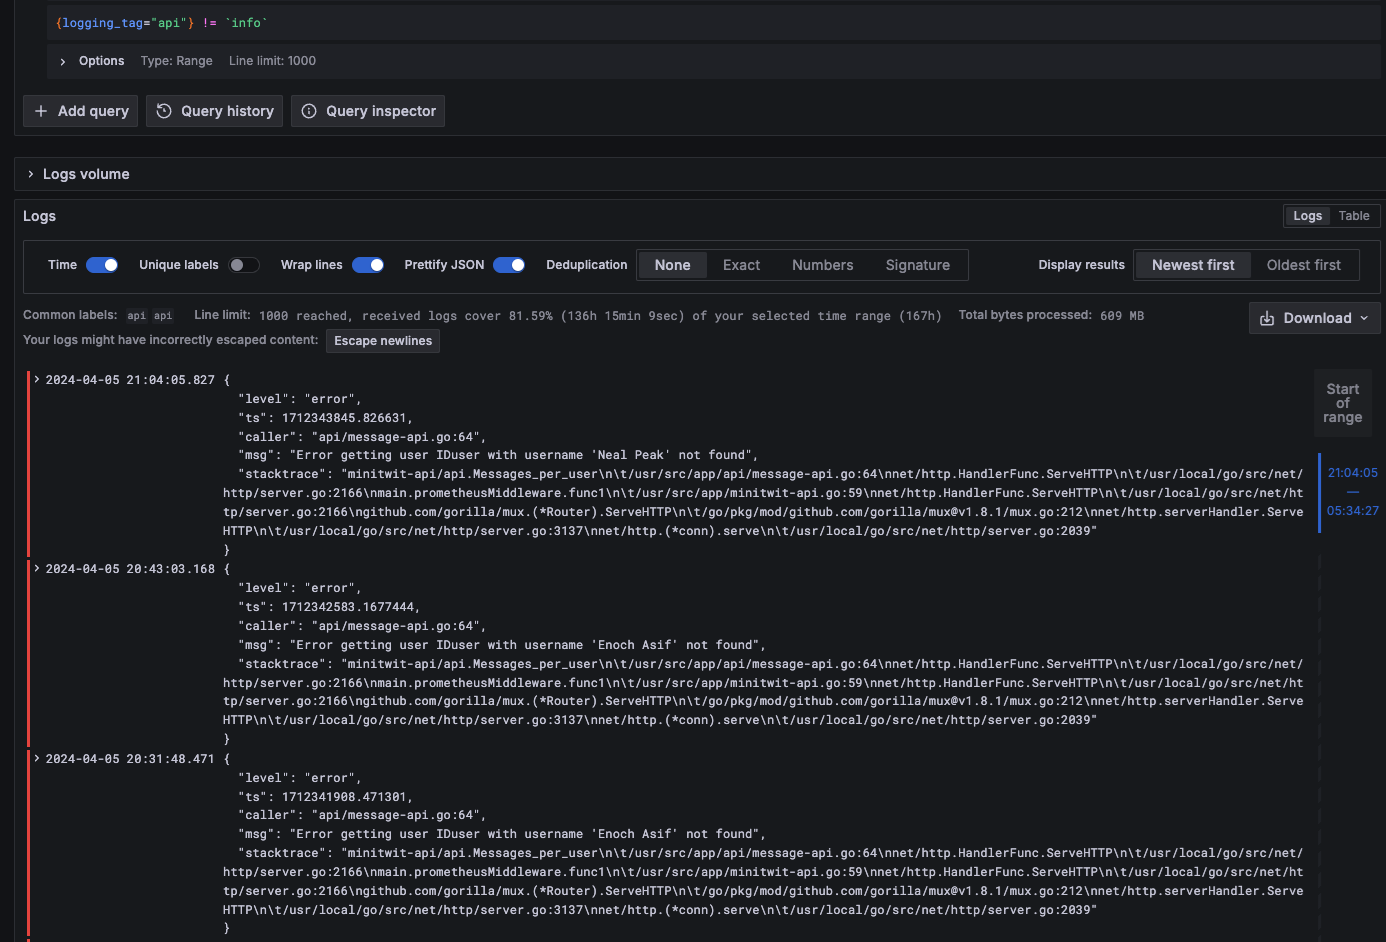 {logging_tag="api"} != `info`
Options Type: Range Line limit: 1000
Add query Query history Query inspector
Logs volume
Logs
Logs Table
Time Unique labels Wrap lines Prettify JSON Deduplication None Exact Numbers Signature Display results Newest first Oldest first
Common labels: api api Line limit: 1000 reached, received logs cover 81.59% (136h 15min 9sec) of your selected time range (167h) Total bytes processed: 609 MB
Download
Your logs might have incorrectly escaped content: Escape newlines
2024-04-05 21:04:05.827 {
"level": "error",
"ts": 1712343845.826631,
"caller": "api/message-api.go:64",
"msg": "Error getting user IDuser with username 'Neal Peak' not found",
"stacktrace": "minitwit-api/api.Messages_per_user\n\t/usr/src/app/api/message-api.go:64\nnet/http.HandlerFunc.ServeHTTP\n\t/usr/local/go/src/net/
http/server.go:2166\nmain.prometheusMiddleware.func1\n\t/usr/src/app/minitwit-api.go:59\nnet/http.HandlerFunc.ServeHTTP\n\t/usr/local/go/src/net/ht
tp/server.go:2166\ngithub.com/gorilla/mux.(*Router).ServeHTTP\n\t/go/pkg/mod/github.com/gorilla/mux@v1.8.1/mux.go:212\nnet/http.serverHandler.Serve
HTTP\n\t/usr/local/go/src/net/http/server.go:3137\nnet/http.(*conn).serve\n\t/usr/local/go/src/net/http/server.go:2039"
}
2024-04-05 20:43:03.168 {
"level": "error",
"ts": 1712342583.1677444,
"caller": "api/message-api.go:64",
"msg": "Error getting user IDuser with username 'Enoch Asif' not found",
"stacktrace": "minitwit-api/api.Messages_per_user\n\t/usr/src/app/api/message-api.go:64\nnet/http.HandlerFunc.ServeHTTP\n\t/usr/local/go/src/net/
http/server.go:2166\nmain.prometheusMiddleware.func1\n\t/usr/src/app/minitwit-api.go:59\nnet/http.HandlerFunc.ServeHTTP\n\t/usr/local/go/src/net/ht
tp/server.go:2166\ngithub.com/gorilla/mux.(*Router).ServeHTTP\n\t/go/pkg/mod/github.com/gorilla/mux@v1.8.1/mux.go:212\nnet/http.serverHandler.Serve
HTTP\n\t/usr/local/go/src/net/http/server.go:3137\nnet/http.(*conn).serve\n\t/usr/local/go/src/net/http/server.go:2039"
}
2024-04-05 20:31:48.471 {
"level": "error",
"ts": 1712341908.471301,
"caller": "api/message-api.go:64",
"msg": "Error getting user IDuser with username 'Enoch Asif' not found",
"stacktrace": "minitwit-api/api.Messages_per_user\n\t/usr/src/app/api/message-api.go:64\nnet/http.HandlerFunc.ServeHTTP\n\t/usr/local/go/src/net/
http/server.go:2166\nmain.prometheusMiddleware.func1\n\t/usr/src/app/minitwit-api.go:59\nnet/http.HandlerFunc.ServeHTTP\n\t/usr/local/go/src/net/ht
tp/server.go:2166\ngithub.com/gorilla/mux.(*Router).ServeHTTP\n\t/go/pkg/mod/github.com/gorilla/mux@v1.8.1/mux.go:212\nnet/http.serverHandler.Serve
HTTP\n\t/usr/local/go/src/net/http/server.go:3137\nnet/http.(*conn).serve\n\t/usr/local/go/src/net/http/server.go:2039"
}
Start
of
range
21:04:05
—
05:34:27